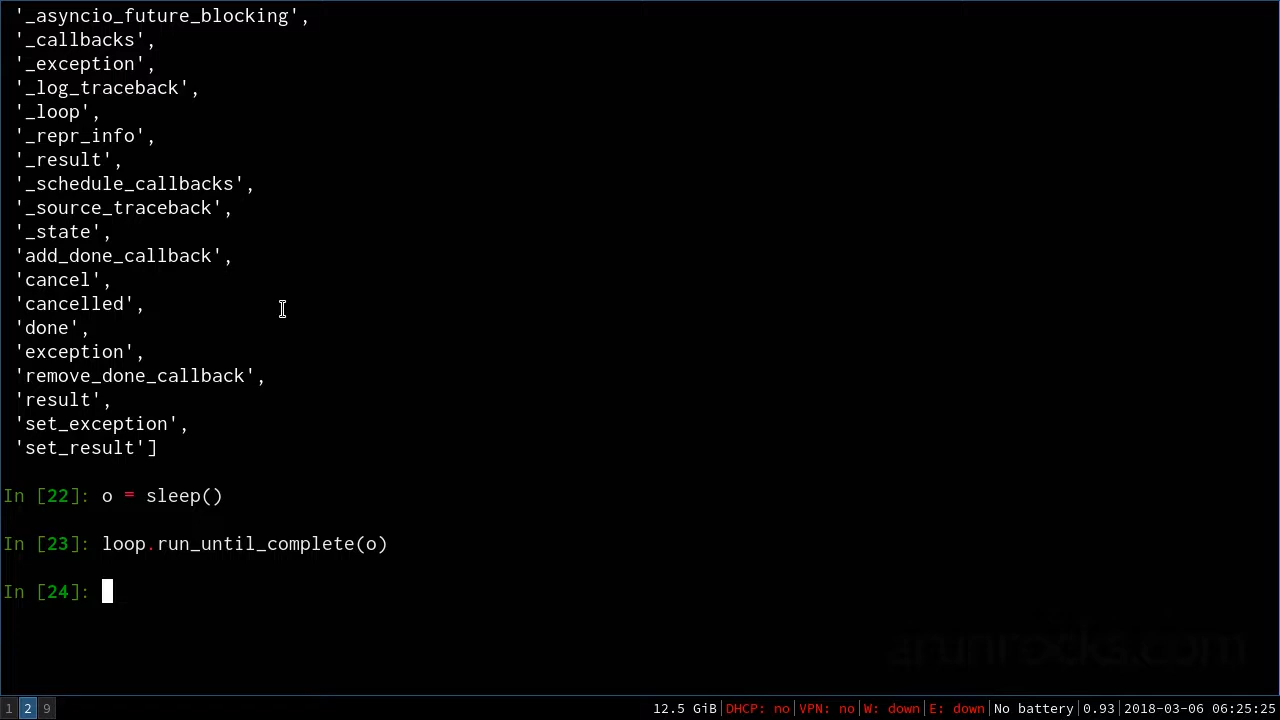 '_asyncio_future_blocking',
'_callbacks',
'_exception',
'_log_traceback',
'_loop',
'_repr_info',
'_result',
'_schedule_callbacks',
'_source_traceback',
'_state',
'add_done_callback',
'cancel',
'cancelled',
'done',
'exception',
'remove_done_callback',
'result',
'set_exception',
'set_result']
In [22]: o = sleep()
In [23]: loop.run_until_complete(o)
In [24]:
arunrocks.com
1 2 9 12.5 GiB|DHCP: no|VPN: no|W: down|E: down|No battery|0.93|2018-03-06 06:25:25